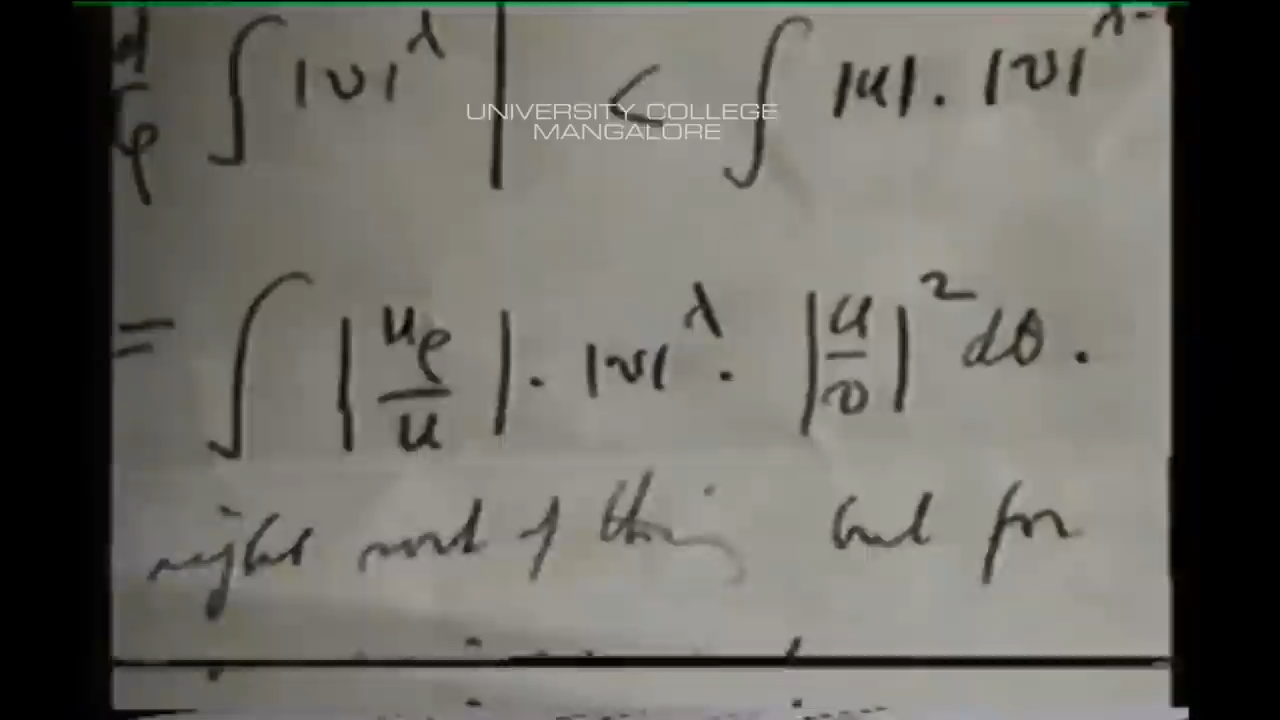 d/dρ ∫ |v|^λ | < ∫ |u| . |v|^λ-
UNIVERSITY COLLEGE
MANGALORE
= ∫ |u_ρ/u| . |v|^λ . |u/v|^2 dθ .
right sort of thing but for